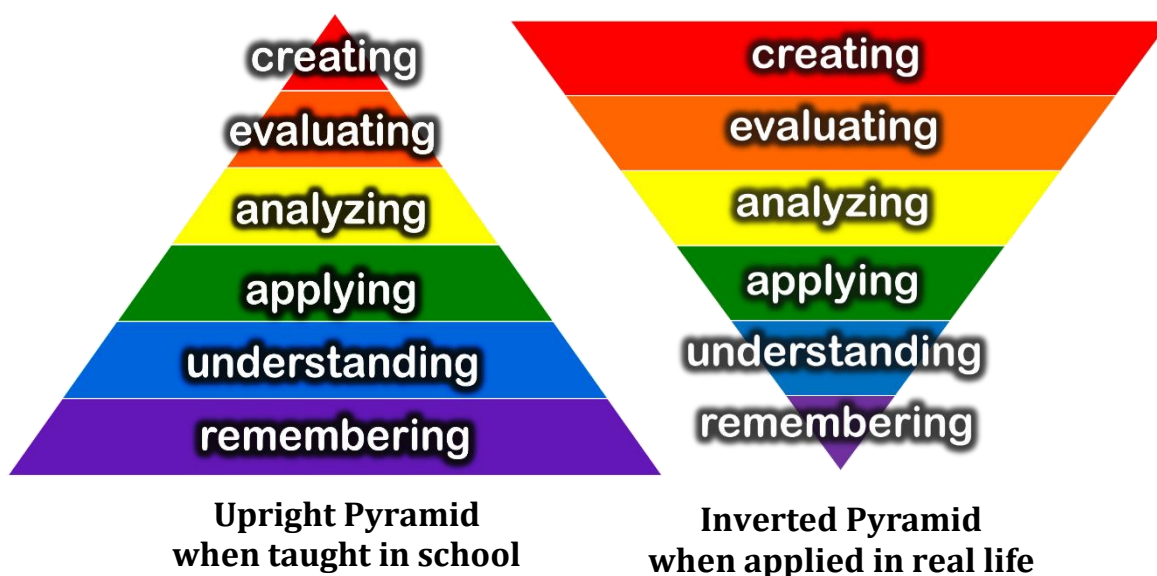 creating
evaluating
analyzing
applying
understanding
remembering
Upright Pyramid
when taught in school
creating
evaluating
analyzing
applying
understanding
remembering
Inverted Pyramid
when applied in real life